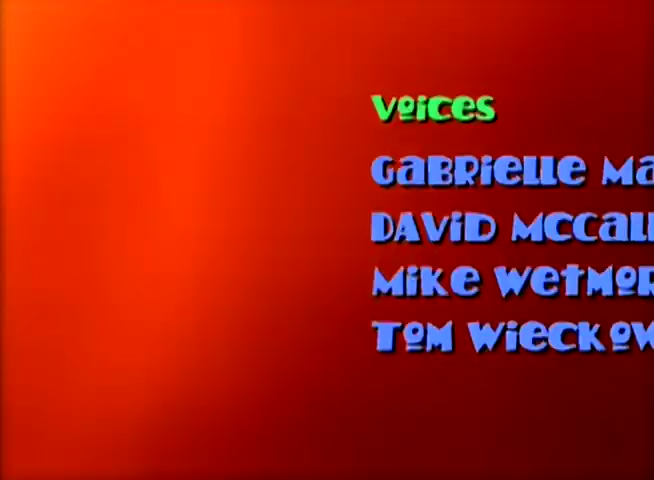 Voices
Gabrielle Ma
David McCall
Mike Wetmor
Tom Wieckow